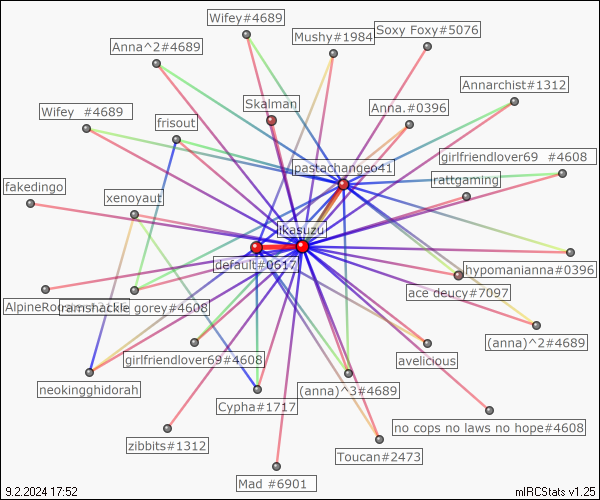 Wifey#4689
Soxy Foxy#5076
Mushy#1984
Anna^2#4689
Annarchist#1312
Skalman
Anna.#0396
Wifey  #4689
frisout
girlfriendlover69  #4608
pastachangeo41
rattgaming
fakedingo
xenoyaut
ikasuzu
default#0617
hypomanianna#0396
ace deucy#7097
ramshackle gorey#4608
(anna)^2#4689
girlfriendlover69#4608
avelicious
neokingghidorah
(anna)^3#4689
Cypha#1717
no cops no laws no hope#4608
zibbits#1312
Toucan#2473
Mad #6901
9.2.2024 17:52
mIRCStats v1.25